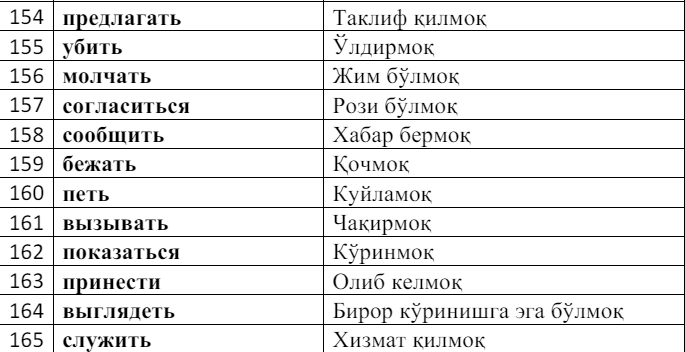 154 предлагать Таклиф қилмоқ
155 убить Ўлдирмоқ
156 молчать Жим бўлмоқ
157 согласиться Рози бўлмоқ
158 сообщить Хабар бермоқ
159 бежать Қочмоқ
160 петь Куйламоқ
161 вызывать Чақирмоқ
162 показаться Кўринмоқ
163 принести Олиб келмоқ
164 выглядеть Бирор кўринишга эга бўлмоқ
165 служить Хизмат қилмоқ